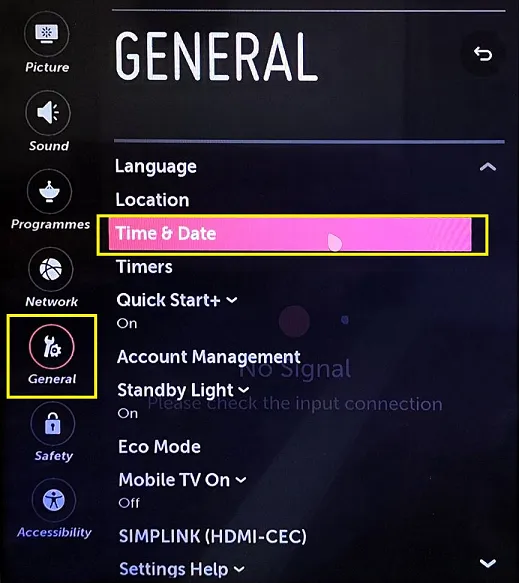 Picture
Sound
Programmes
Network
General
Safety
Accessibility
GENERAL
Language
Location
Time & Date
Timers
Quick Start+
On
Account Management
No Signal
Standby Light
Please check the input connection
On
Eco Mode
Mobile TV On
Off
SIMPLINK (HDMI-CEC)
Settings Help